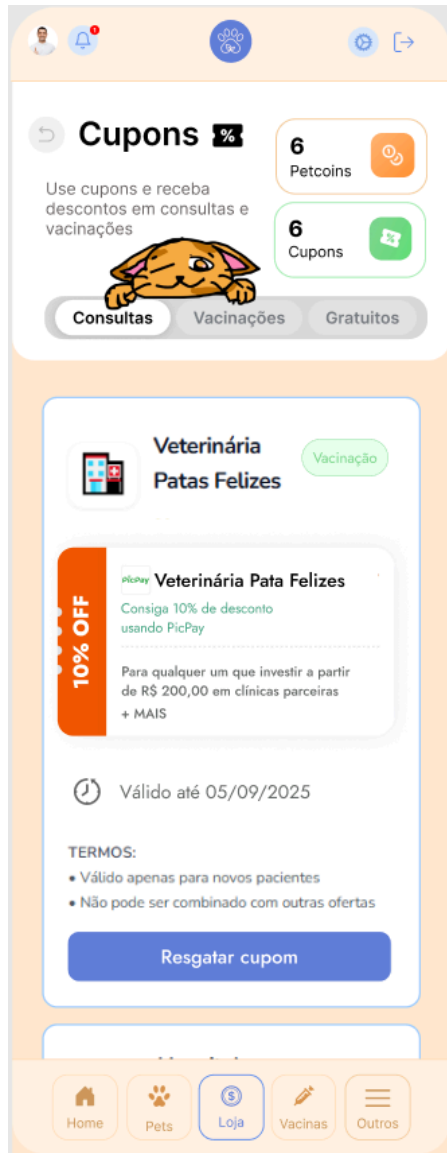 Cupons
Use cupons e receba
descontos em consultas e
vacinações
6
Petcoins
6
Cupons
Consultas
Vacinações
Gratuitos
Veterinária
Patas Felizes
Vacinação
10% OFF
PicPay Veterinária Pata Felizes
Consiga 10% de desconto
usando PicPay
Para qualquer um que investir a partir
de R$ 200,00 em clínicas parceiras
+ MAIS
Válido até 05/09/2025
TERMOS:
• Válido apenas para novos pacientes
• Não pode ser combinado com outras ofertas
Resgatar cupom
Home
Pets
Loja
Vacinas
Outros